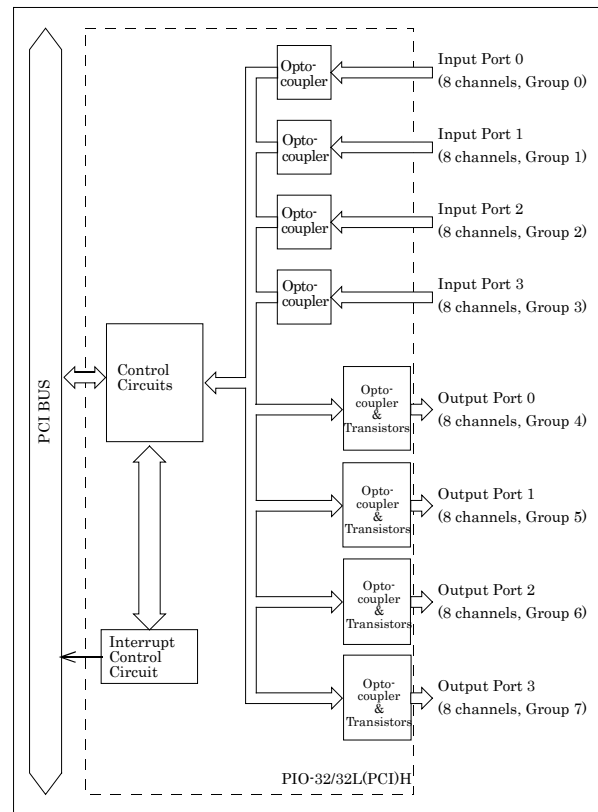 Opto-
coupler
Input Port 0
(8 channels, Group 0)
Opto-
coupler
Input Port 1
(8 channels, Group 1)
Opto-
coupler
Input Port 2
(8 channels, Group 2)
Opto-
coupler
Input Port 3
(8 channels, Group 3)
PCI BUS
Control
Circuits
Opto-
coupler
&
Transistors
Output Port 0
(8 channels, Group 4)
Opto-
coupler
&
Transistors
Output Port 1
(8 channels, Group 5)
Opto-
coupler
&
Transistors
Output Port 2
(8 channels, Group 6)
Interrupt
Control
Circuit
Opto-
coupler
&
Transistors
Output Port 3
(8 channels, Group 7)
PIO-32/32L(PCI)H